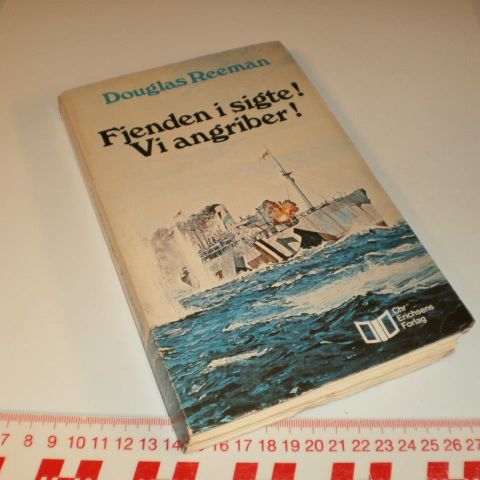 Douglas Reeman
Fjenden i sigte!
Vi angriber!
Chr
Erichsens
Forlag
7 8 9 10 11 12 13 14 15 16 17 18 19 20 21 22 23 24 25 26 27